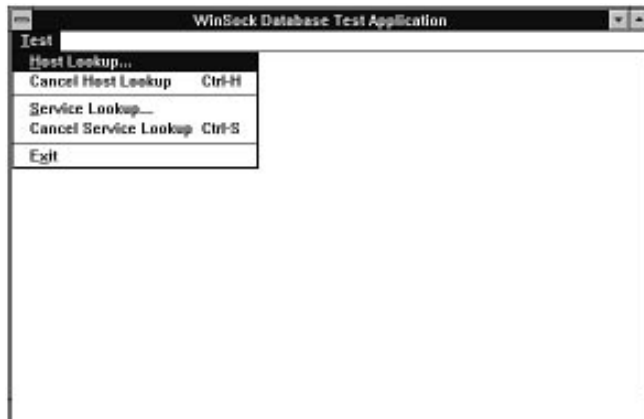 WinSock Database Test Application
Test
Host Lookup...
Cancel Host Lookup Ctrl-H
Service Lookup...
Cancel Service Lookup Ctrl-S
Exit